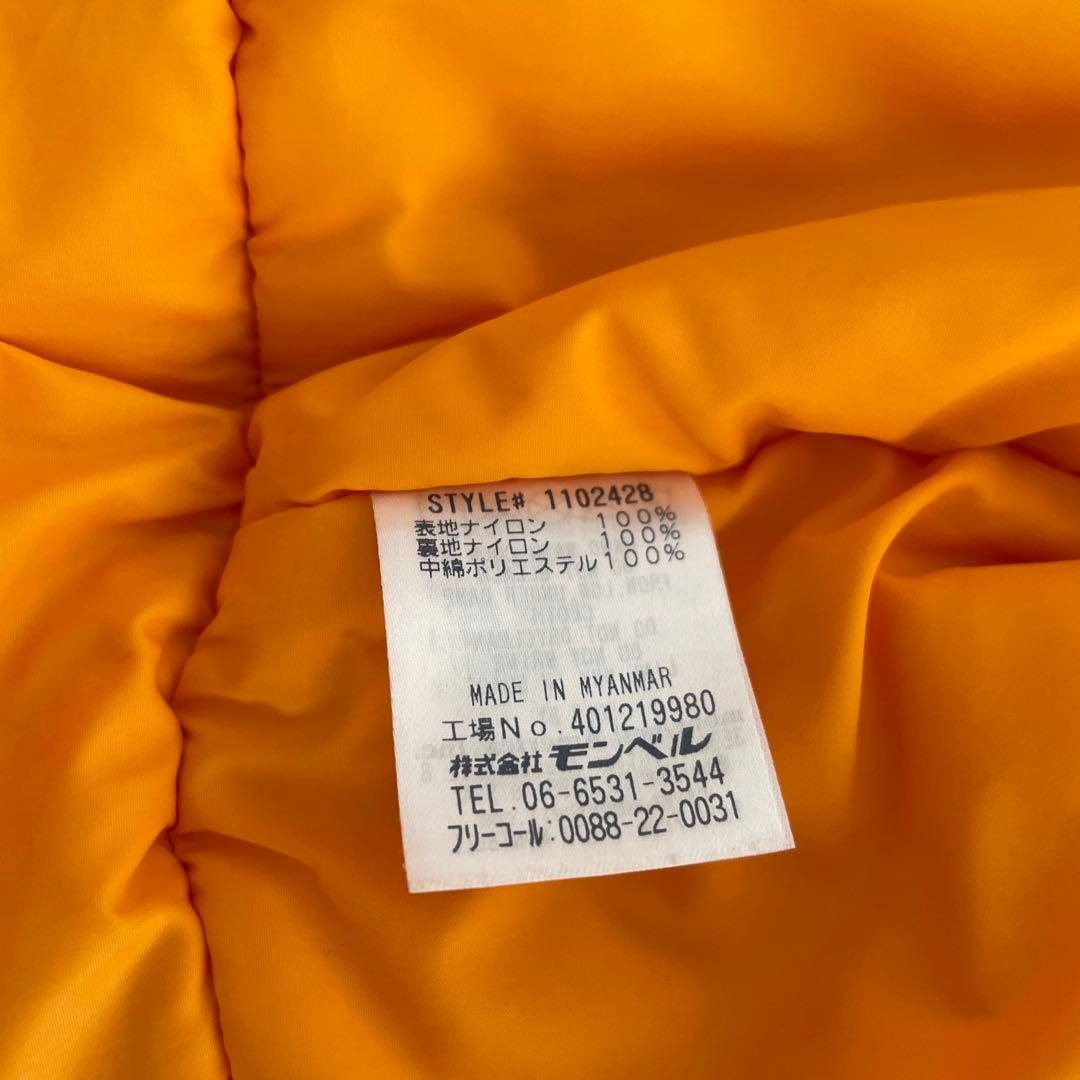 STYLE# 1102428
表地ナイロン 100%
裏地ナイロン 100%
中綿ポリエステル100%
MADE IN MYANMAR
工場No.401219980
株式会社 モンベル
TEL.06-6531-3544
フリーコール:0088-22-0031